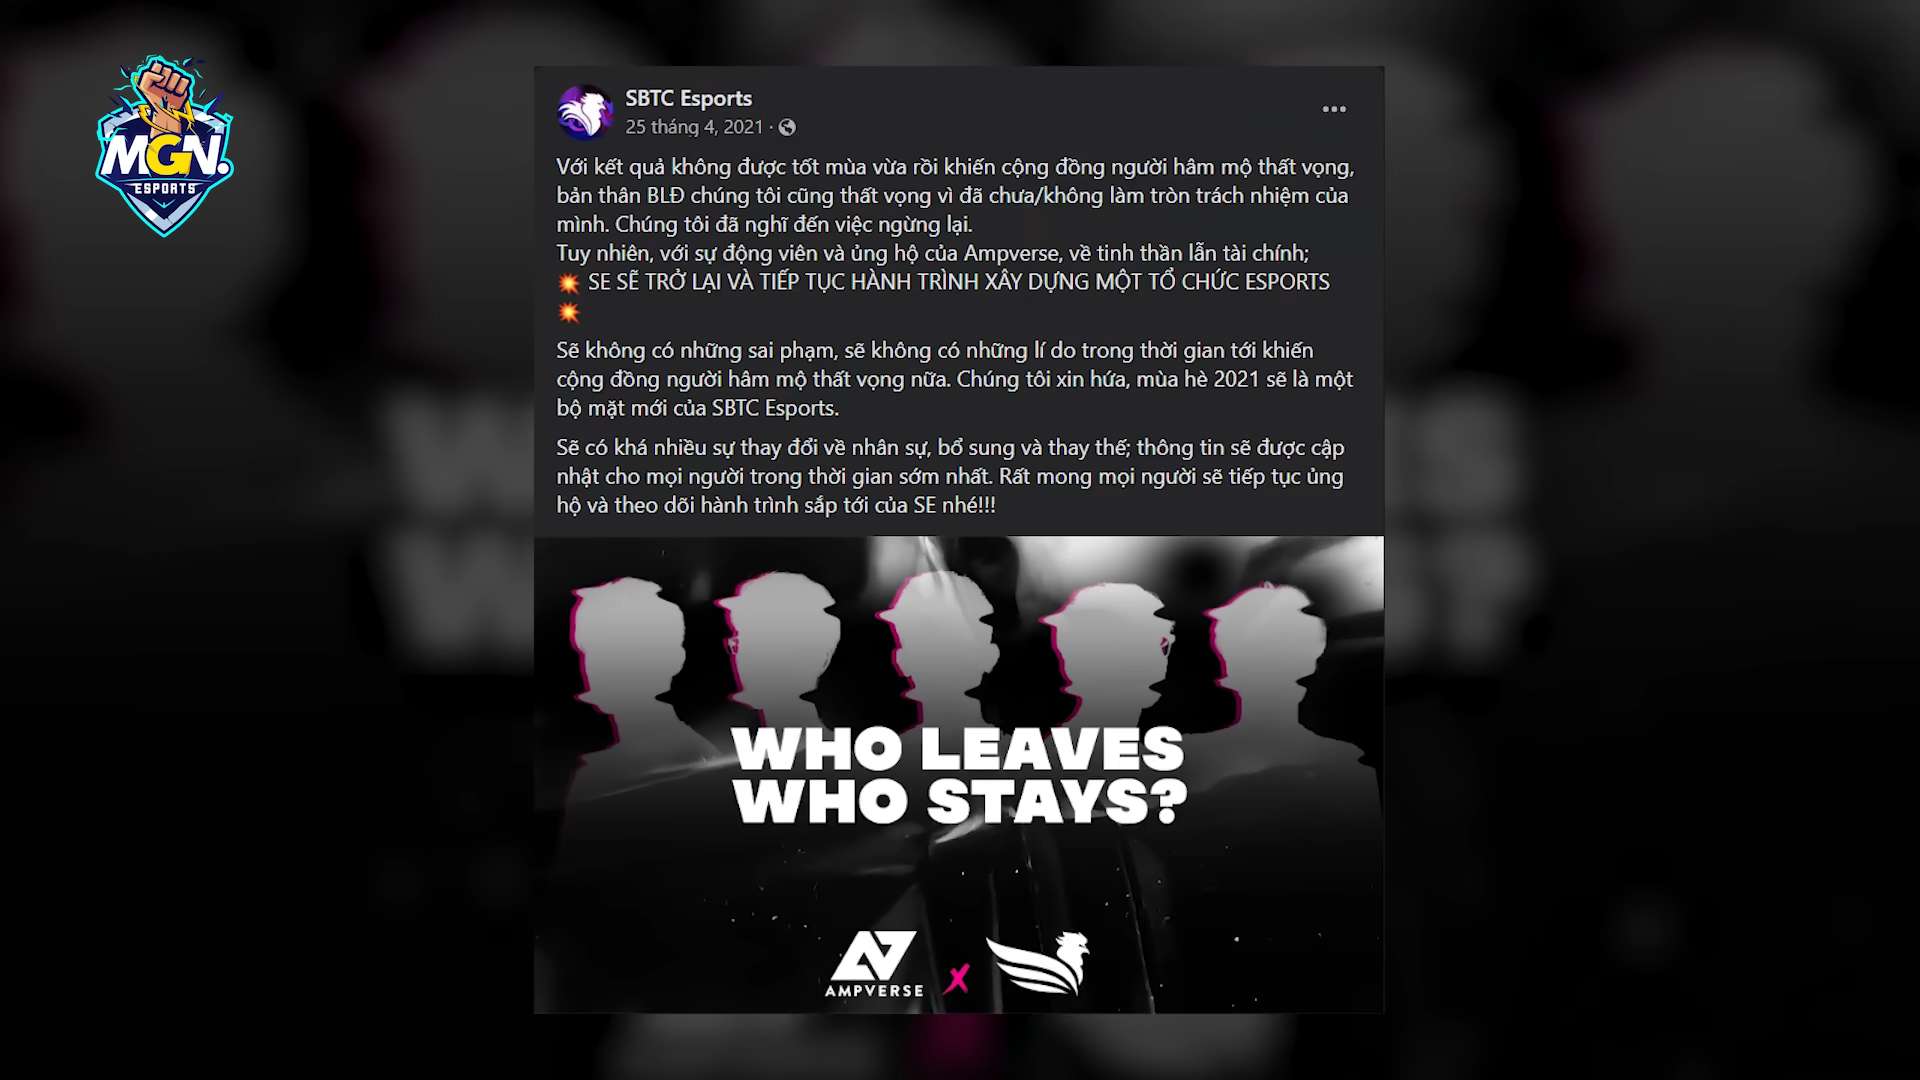 MGN.
ESPORTS
SBTC Esports
25 tháng 4, 2021 ·
Với kết quả không được tốt mùa vừa rồi khiến cộng đồng người hâm mộ thất vọng,
bản thân BLĐ chúng tôi cũng thất vọng vì đã chưa/không làm tròn trách nhiệm của
mình. Chúng tôi đã nghĩ đến việc ngừng lại.
Tuy nhiên, với sự động viên và ủng hộ của Ampverse, về tinh thần lẫn tài chính;
💥 SE SẼ TRỞ LẠI VÀ TIẾP TỤC HÀNH TRÌNH XÂY DỰNG MỘT TỔ CHỨC ESPORTS
💥
Sẽ không có những sai phạm, sẽ không có những lí do trong thời gian tới khiến
cộng đồng người hâm mộ thất vọng nữa. Chúng tôi xin hứa, mùa hè 2021 sẽ là một
bộ mặt mới của SBTC Esports.
Sẽ có khá nhiều sự thay đổi về nhân sự, bổ sung và thay thế; thông tin sẽ được cập
nhật cho mọi người trong thời gian sớm nhất. Rất mong mọi người sẽ tiếp tục ủng
hộ và theo dõi hành trình sắp tới của SE nhé!!!
WHO LEAVES
WHO STAYS?
AMPVERSE X